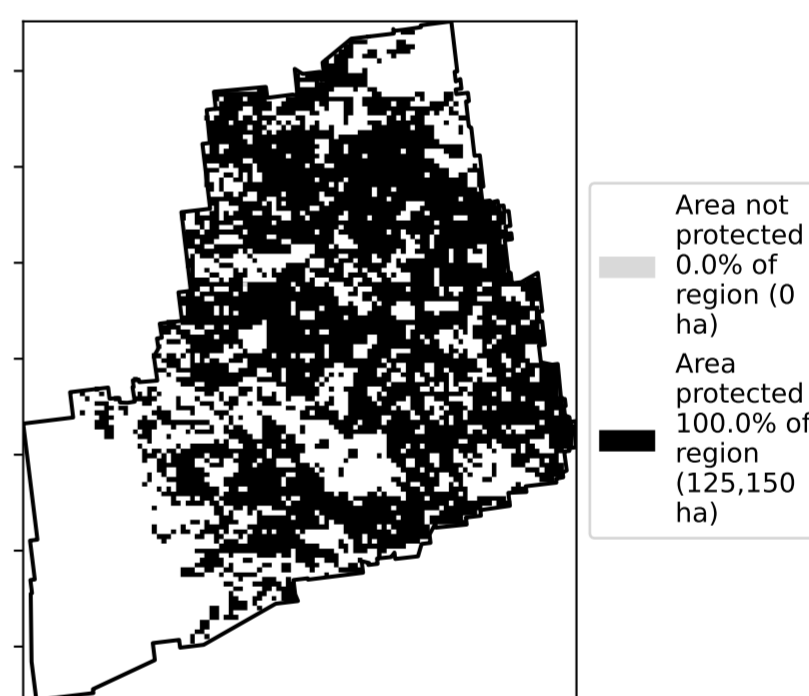 Area not
protected
0.0% of
region (0
ha)
Area
protected
100.0% of
region
(125,150
ha)